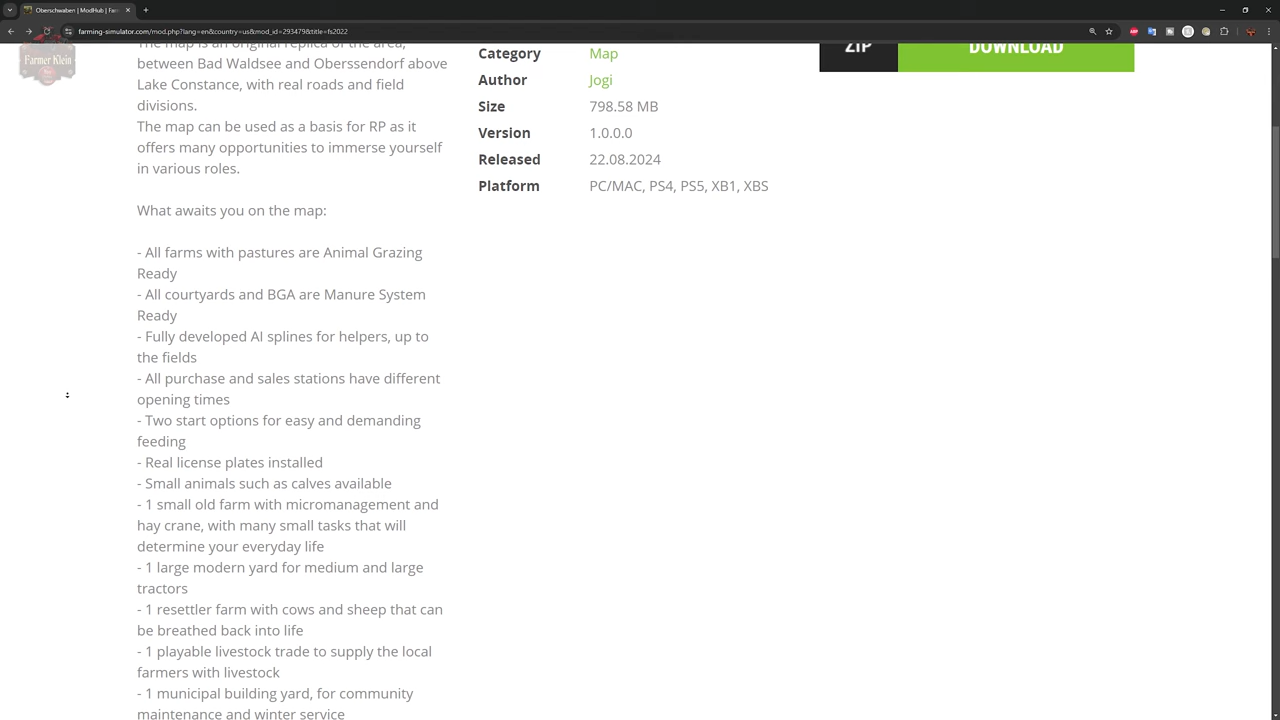 Oberschwaben | ModHub | Farm
farming-simulator.com/mod.php?lang=en&country=us&mod_id=293479&title=fs2022
Farmer Klein
The map is an original replica of the area,
between Bad Waldsee and Oberssendorf above
Lake Constance, with real roads and field
divisions.
The map can be used as a basis for RP as it
offers many opportunities to immerse yourself
in various roles.
What awaits you on the map:
- All farms with pastures are Animal Grazing
Ready
- All courtyards and BGA are Manure System
Ready
- Fully developed AI splines for helpers, up to
the fields
- All purchase and sales stations have different
opening times
- Two start options for easy and demanding
feeding
- Real license plates installed
- Small animals such as calves available
- 1 small old farm with micromanagement and
hay crane, with many small tasks that will
determine your everyday life
- 1 large modern yard for medium and large
tractors
- 1 resettler farm with cows and sheep that can
be breathed back into life
- 1 playable livestock trade to supply the local
farmers with livestock
- 1 municipal building yard, for community
maintenance and winter service
Category Map
Author Jogi
Size 798.58 MB
Version 1.0.0.0
Released 22.08.2024
Platform PC/MAC, PS4, PS5, XB1, XBS
ZIP DOWNLOAD